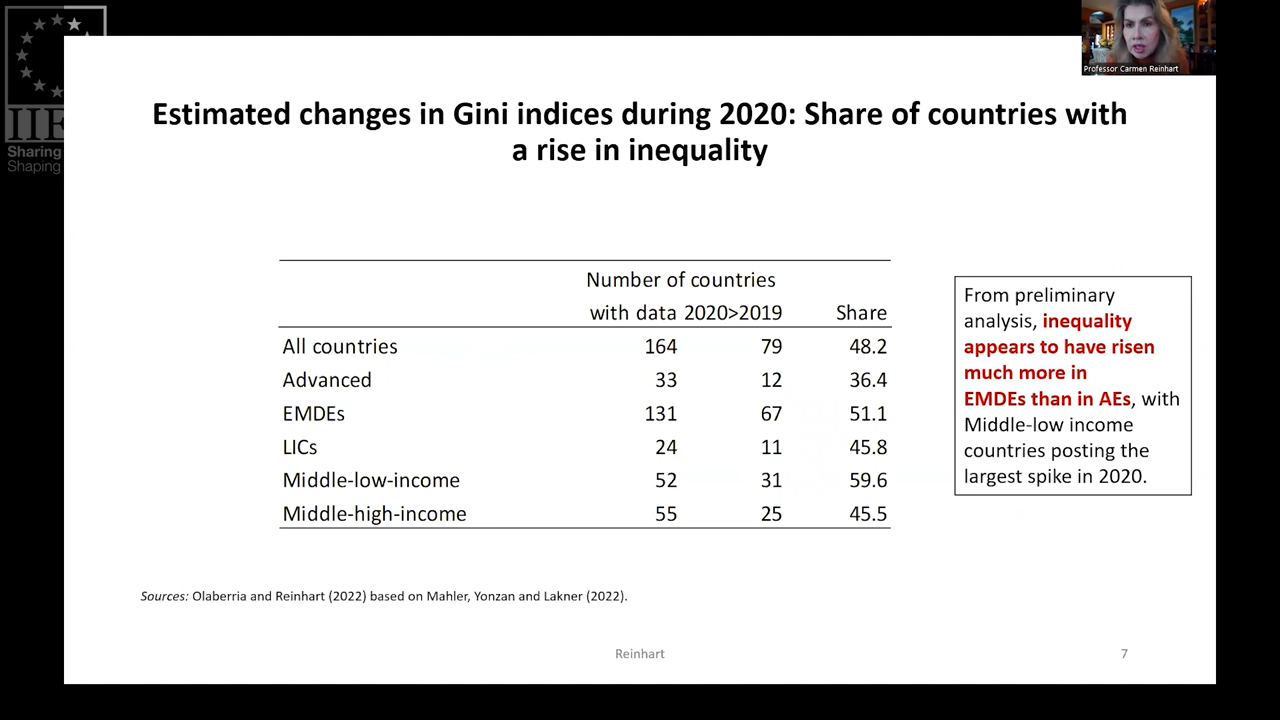 IIE
Sharing
Shaping
Professor Carmen Reinhart
Estimated changes in Gini indices during 2020: Share of countries with
a rise in inequality
Number of countries
with data 2020>2019 Share
All countries 164 79 48.2
Advanced 33 12 36.4
EMDEs 131 67 51.1
LICs 24 11 45.8
Middle-low-income 52 31 59.6
Middle-high-income 55 25 45.5
From preliminary
analysis, inequality
appears to have risen
much more in
EMDEs than in AEs, with
Middle-low income
countries posting the
largest spike in 2020.
Sources: Olaberria and Reinhart (2022) based on Mahler, Yonzan and Lakner (2022).
Reinhart
7